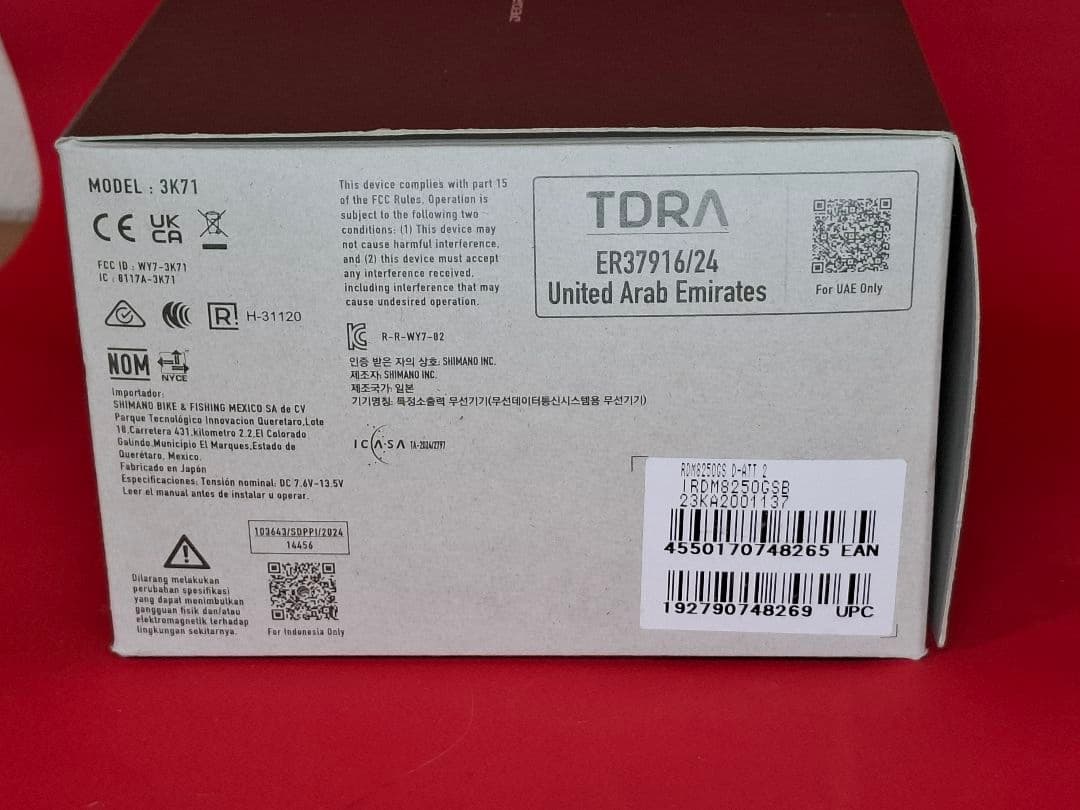 MODEL : 3K71
CE UK CA
FCC ID : WY7-3K71
IC : 8117A-3K71
R! H-31120
NOM NYCE
Importador:
SHIMANO BIKE & FISHING MEXICO SA de CV
Parque Tecnológico Innovacion Queretaro,Lote
18,Carretera 431,kilometro 2.2,El Colorado
Galindo,Municipio El Marques,Estado de
Querétaro, Mexico.
Fabricado en Japón
Especificaciones: Tensión nominal: DC 7.6V-13.5V
Leer el manual antes de instalar u operar.
Dilarang melakukan
perubahan spesifikasi
yang dapat menimbulkan
gangguan fisik dan/atau
elektromagnetik terhadap
lingkungan sekitarnya.
103643/SDPPI/2024
14456
For Indonesia Only
This device complies with part 15
of the FCC Rules. Operation is
subject to the following two
conditions: (1) This device may
not cause harmful interference,
and (2) this device must accept
any interference received,
including interference that may
cause undesired operation.
R-R-WY7-02
인증 받은 자의 상호: SHIMANO INC.
제조자: SHIMANO INC.
제조국가: 일본
기기명칭: 특정소출력 무선기기(무선데이터통신시스템용 무선기기)
ICASA TA-2024/2797
TDRA
ER37916/24
United Arab Emirates
For UAE Only
RDM8250GS D-ATT 2
IRDM8250GSB
23KA2001137
4550170748265 EAN
192790748269 UPC